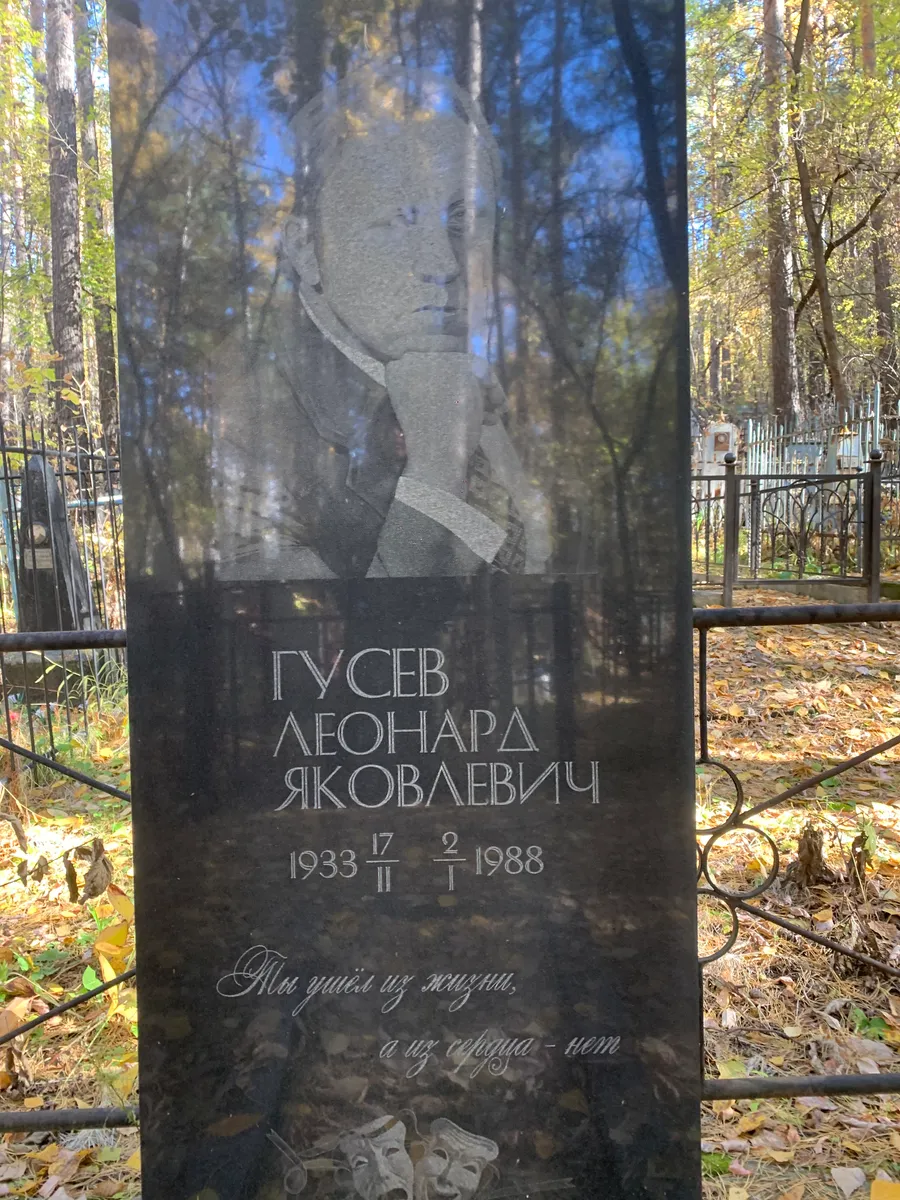 ГУСЕВ
ЛЕОНАРД
ЯКОВЛЕВИЧ
1933 17/II 2/I 1988
Ты ушёл из жизни,
а из сердца - нет